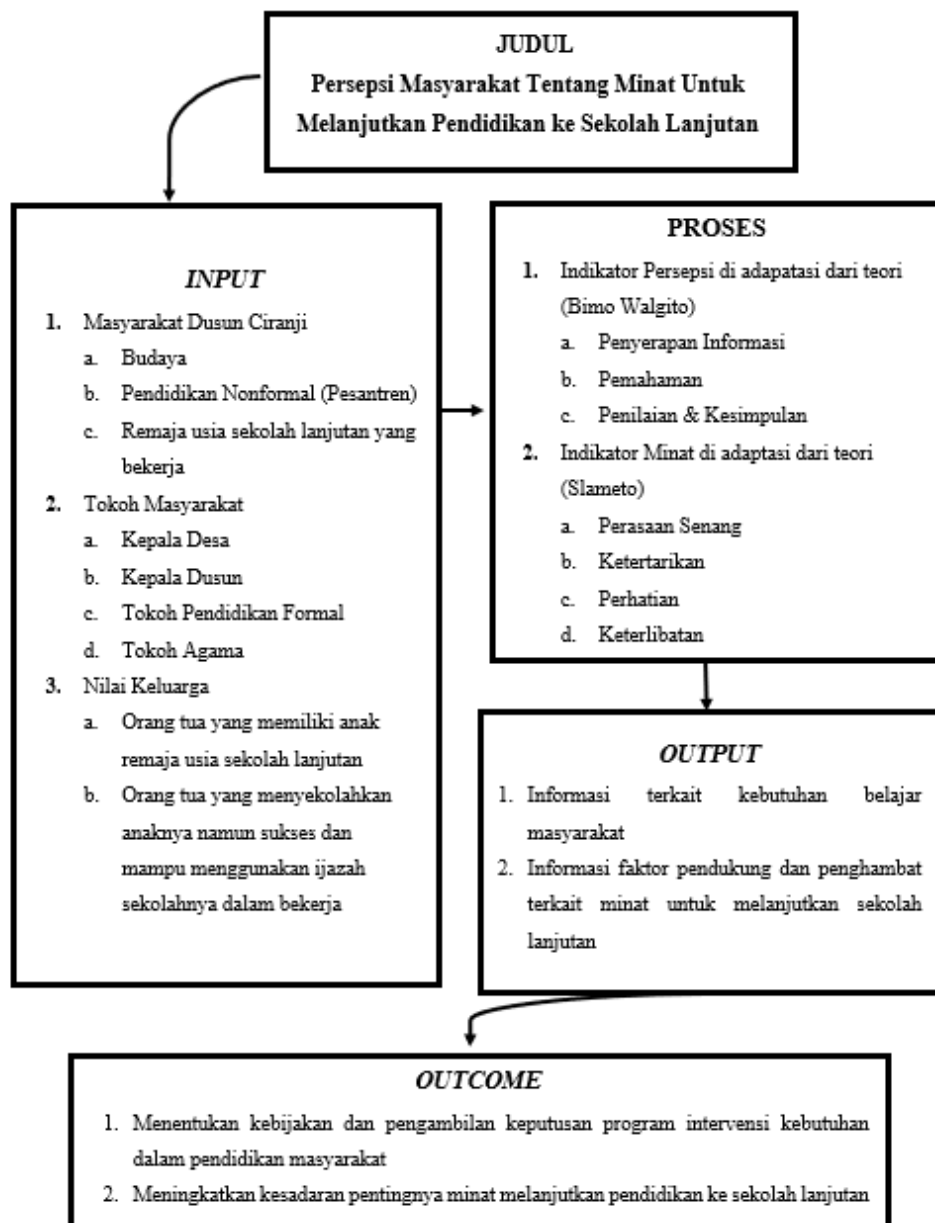 JUDUL
Persepsi Masyarakat Tentang Minat Untuk
Melanjutkan Pendidikan ke Sekolah Lanjutan
INPUT
1. Masyarakat Dusun Ciranji
a. Budaya
b. Pendidikan Nonformal (Pesantren)
c. Remaja usia sekolah lanjutan yang
bekerja
2. Tokoh Masyarakat
a. Kepala Desa
b. Kepala Dusun
c. Tokoh Pendidikan Formal
d. Tokoh Agama
3. Nilai Keluarga
a. Orang tua yang memiliki anak
remaja usia sekolah lanjutan
b. Orang tua yang menyekolahkan
anaknya namun sukses dan
mampu menggunakan ijazah
sekolahnya dalam bekerja
PROSES
1. Indikator Persepsi di adapatasi dari teori
(Bimo Walgito)
a. Penyerapan Informasi
b. Pemahaman
c. Penilaian & Kesimpulan
2. Indikator Minat di adaptasi dari teori
(Slameto)
a. Perasaan Senang
b. Ketertarikan
c. Perhatian
d. Keterlibatan
OUTPUT
1. Informasi terkait kebutuhan belajar
masyarakat
2. Informasi faktor pendukung dan penghambat
terkait minat untuk melanjutkan sekolah
lanjutan
OUTCOME
1. Menentukan kebijakan dan pengambilan keputusan program intervensi kebutuhan
dalam pendidikan masyarakat
2. Meningkatkan kesadaran pentingnya minat melanjutkan pendidikan ke sekolah lanjutan